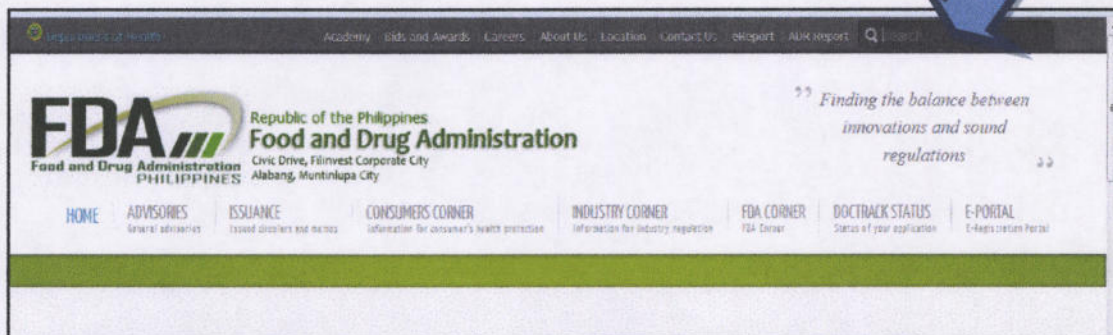 Department of Health Academy Bids and Awards Careers About Us Location Contact Us eReport ADR Report Search
FDA
Food and Drug Administration
PHILIPPINES
Republic of the Philippines
Food and Drug Administration
Civic Drive, Filinvest Corporate City
Alabang, Muntinlupa City
" Finding the balance between
innovations and sound
regulations "
HOME ADVISORIES ISSUANCE CONSUMERS CORNER INDUSTRY CORNER FDA CORNER DOCTRACK STATUS E-PORTAL
General advisories Issued circulars and memos Information for consumer's health protection Information for industry regulation FDA Corner Status of your application E-Registration Portal